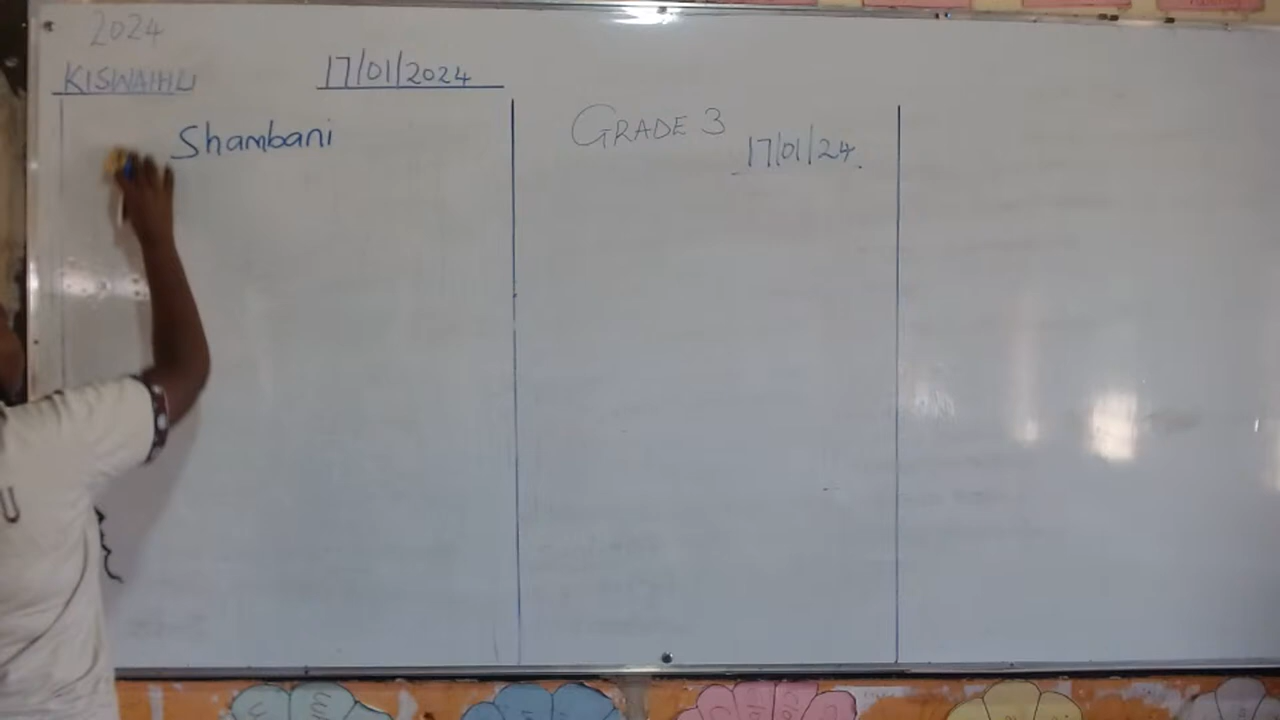 2024
KISWAHILI
17/01/2024
Shambani
GRADE 3
17/01/24.
U